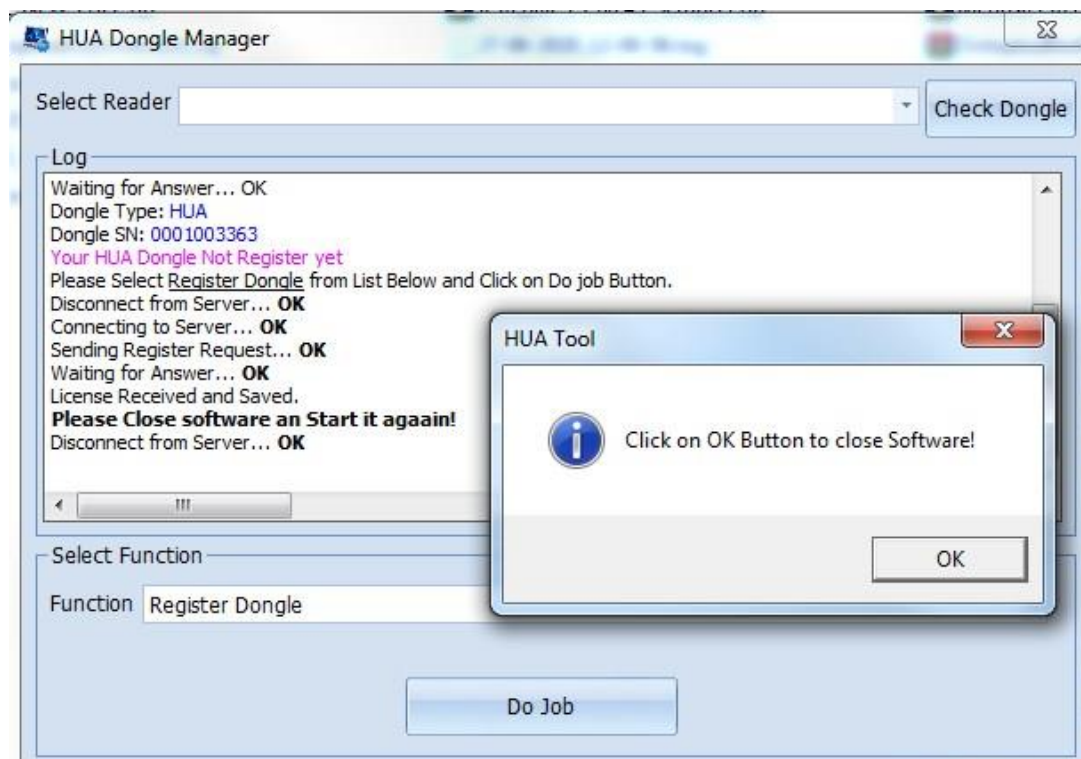 HUA Dongle Manager
Select Reader
Check Dongle
Log
Waiting for Answer... OK
Dongle Type: HUA
Dongle SN: 0001003363
Your HUA Dongle Not Register yet
Please Select Register Dongle from List Below and Click on Do job Button.
Disconnect from Server... OK
Connecting to Server... OK
Sending Register Request... OK
Waiting for Answer... OK
License Received and Saved.
Please Close software an Start it agaain!
Disconnect from Server... OK
HUA Tool
Click on OK Button to close Software!
OK
Select Function
Function Register Dongle
Do Job